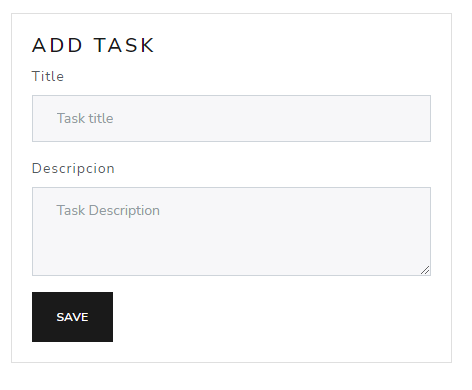 ADD TASK
Title
Task title
Descripcion
Task Description
SAVE